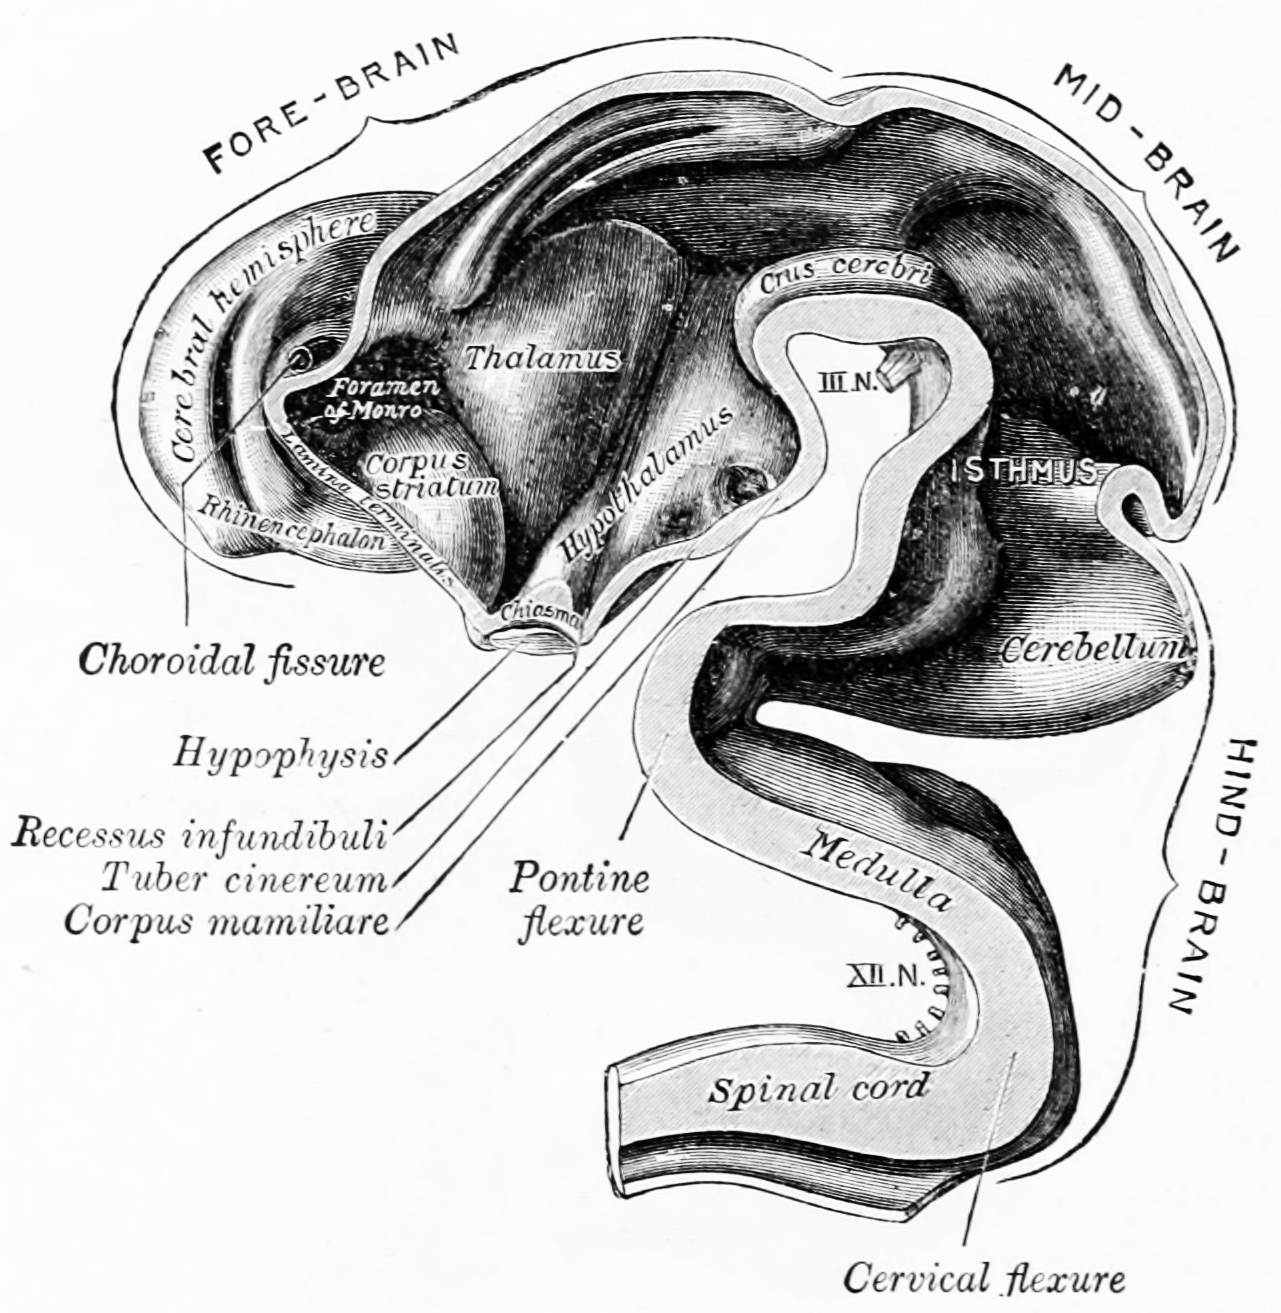 FORE-BRAIN
MID-BRAIN
Cerebral hemisphere
Crus cerebri
Thalamus
III.N.
Foramen
of Monro
Hypothalamus
Corpus
striatum
ISTHMUS
Lamina terminalis
Rhinencephalon
Chiasma
Cerebellum
Choroidal fissure
Hypophysis
Recessus infundibuli
Tuber cinereum
Corpus mamiliare
Pontine
flexure
Medulla
HIND-BRAIN
XII.N.
Spinal cord
Cervical flexure